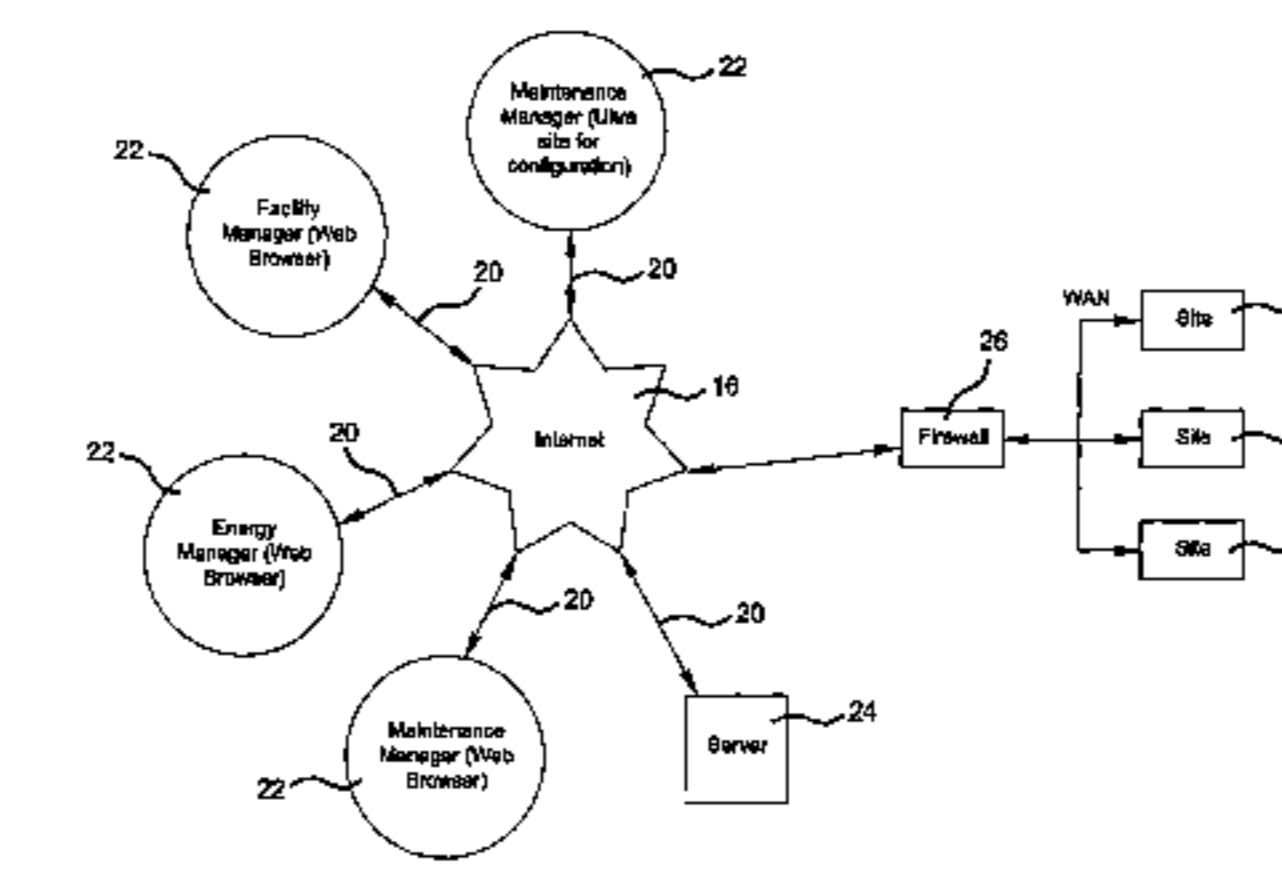 22
Maintenance
Manager (Ultra
site for
configuration)
22
Facility
Manager (Web
Browser)
20
20
WAN
Site
26
16
Firewall
Site
Internet
20
22
Energy
Manager (Web
Browser)
Site
20
20
Maintenance
Manager (Web
Browser)
22
24
Server